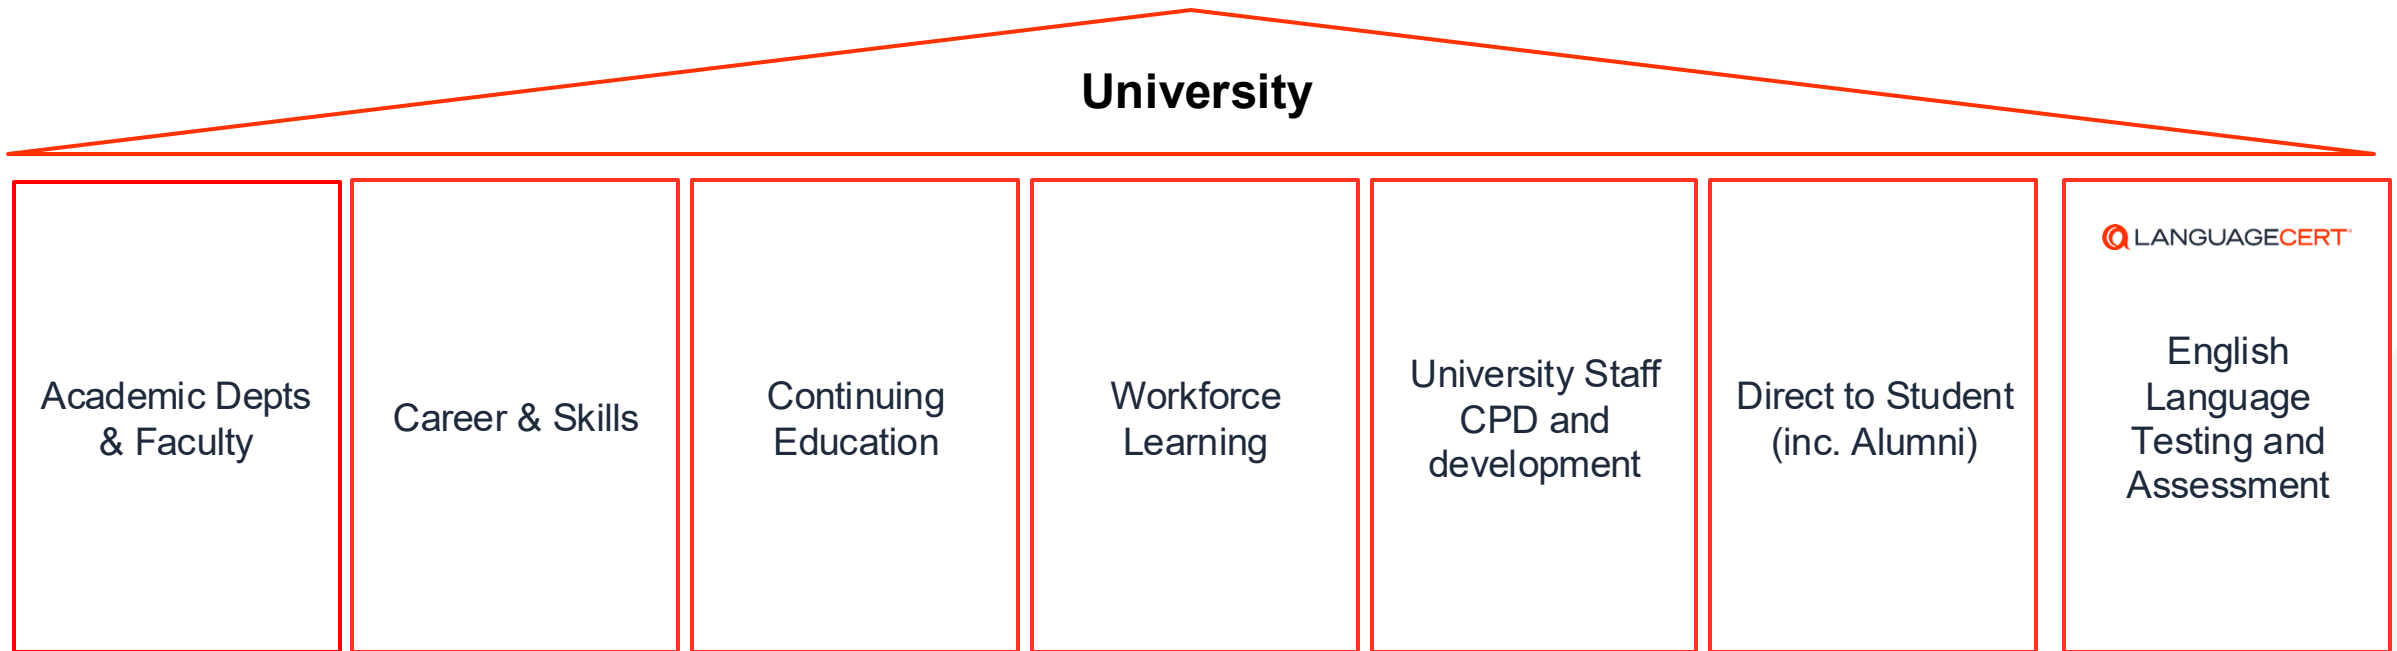 University
Academic Depts
& Faculty
Career & Skills
Continuing
Education
Workforce
Learning
University Staff
CPD and
development
Direct to Student
(inc. Alumni)
LANGUAGECERT
English
Language
Testing and
Assessment